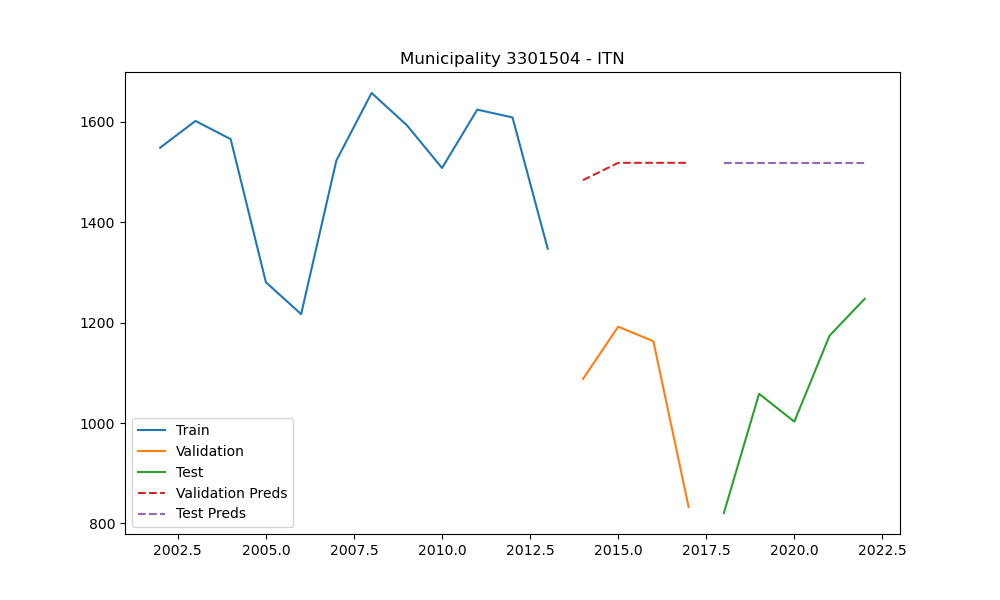 Municipality 3301504 - ITN
1600
1400
1200
1000
800
Train
Validation
Test
Validation Preds
Test Preds
2002.5 2005.0 2007.5 2010.0 2012.5 2015.0 2017.5 2020.0 2022.5